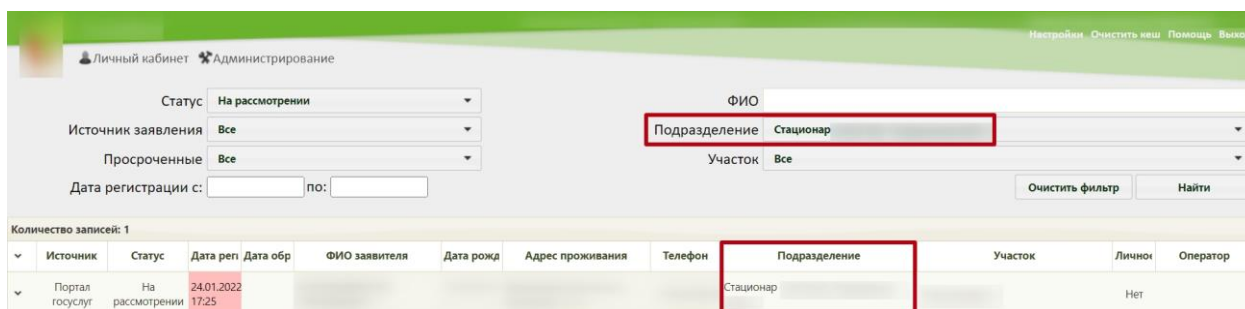 Настройки Очистить кеш Помощь Выхо
Личный кабинет Администрирование
Статус На рассмотрении ФИО
Источник заявления Все Подразделение Стационар
Просроченные Все Участок Все
Дата регистрации с: по: Очистить фильтр Найти
Количество записей: 1
Источник Статус Дата реги Дата обр ФИО заявителя Дата рожд Адрес проживания Телефон Подразделение Участок Личное Оператор
Портал госуслуг На рассмотрении 24.01.2022 17:25 Стационар Нет